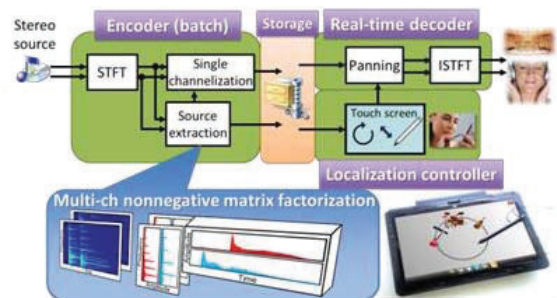 Encoder (batch)
Storage
Real-time decoder
Stereo
source
STFT
Single
channelization
Source
extraction
Panning
ISTFT
Touch screen
Localization controller
Multi-ch nonnegative matrix factorization
Time